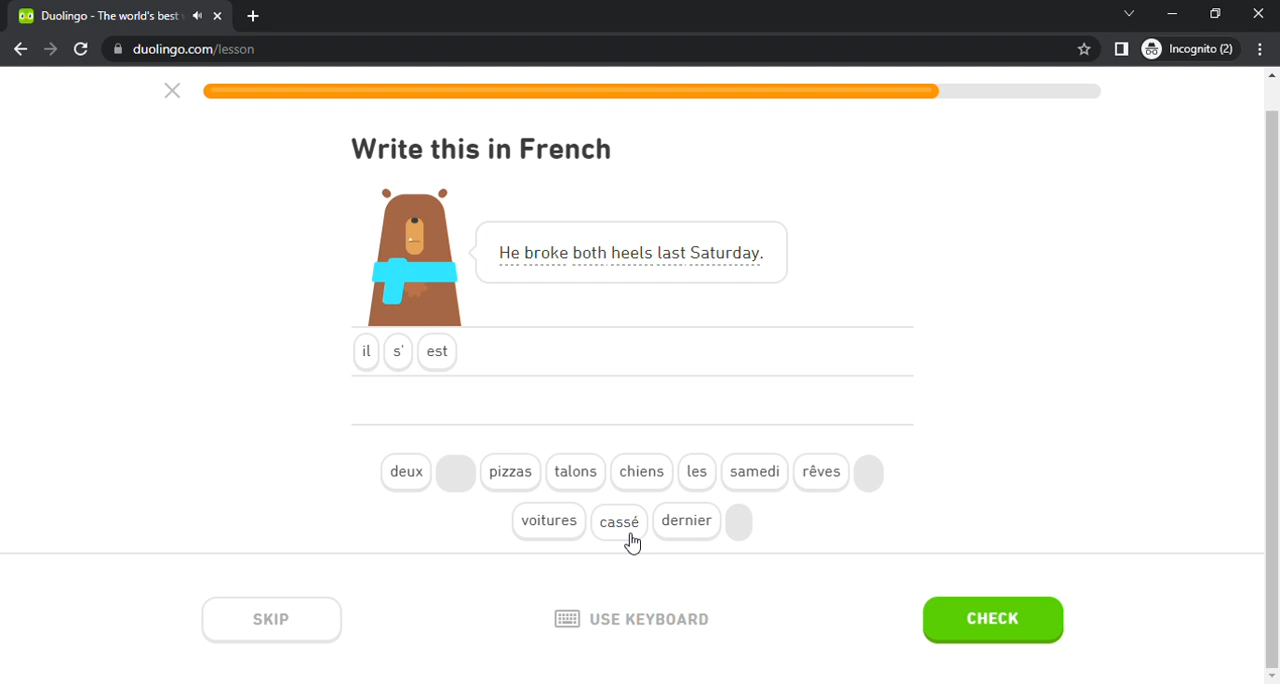 Duolingo - The world's best
duolingo.com/lesson
Incognito (2)
Write this in French
He broke both heels last Saturday.
il s' est
deux pizzas talons chiens les samedi rêves
voitures cassé dernier
SKIP USE KEYBOARD CHECK